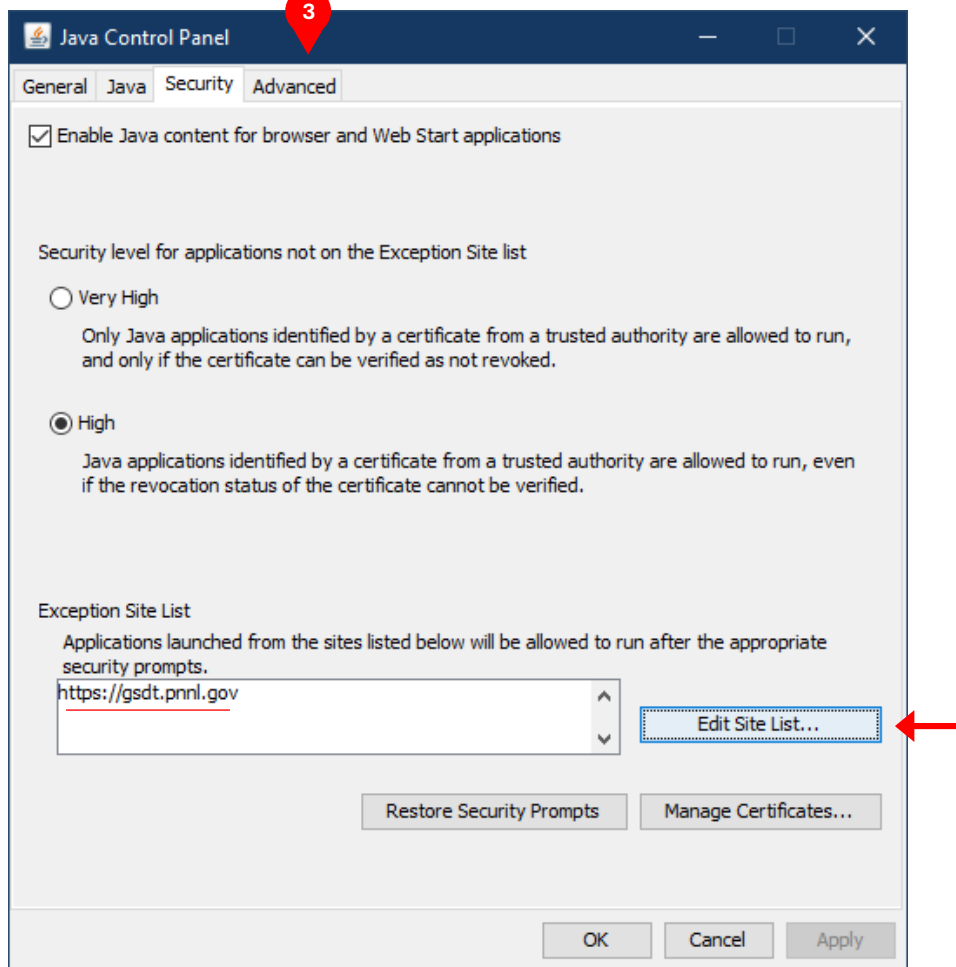 3
Java Control Panel
General Java Security Advanced
Enable Java content for browser and Web Start applications
Security level for applications not on the Exception Site list
Very High
Only Java applications identified by a certificate from a trusted authority are allowed to run,
and only if the certificate can be verified as not revoked.
High
Java applications identified by a certificate from a trusted authority are allowed to run, even
if the revocation status of the certificate cannot be verified.
Exception Site List
Applications launched from the sites listed below will be allowed to run after the appropriate
security prompts.
https://gsdt.pnnl.gov
Edit Site List...
Restore Security Prompts Manage Certificates...
OK Cancel Apply